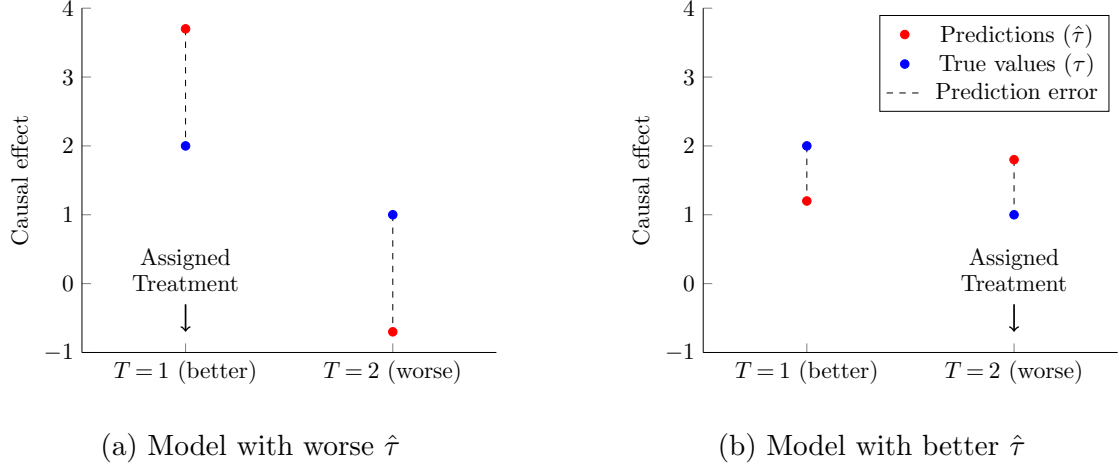 4
3
2
1
0
−1
Causal effect
Assigned
Treatment
T = 1 (better)
T = 2 (worse)
(a) Model with worse τ̂
4
3
2
1
0
−1
Causal effect
Predictions (τ̂)
True values (τ)
Prediction error
Assigned
Treatment
T = 1 (better)
T = 2 (worse)
(b) Model with better τ̂